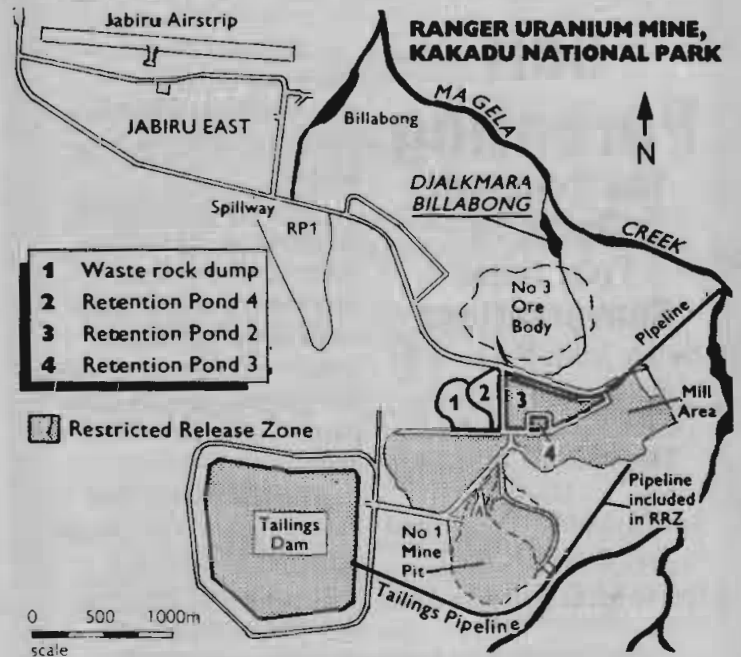 Jabiru Airstrip
RANGER URANIUM MINE,
KAKADU NATIONAL PARK
MAGELA
CREEK
N
JABIRU EAST
Billabong
DJALKMARA
BILLABONG
Spillway
RP1
1 Waste rock dump
2 Retention Pond 4
3 Retention Pond 2
4 Retention Pond 3
Restricted Release Zone
No 3
Ore
Body
Pipeline
1
2
3
4
Mill
Area
Pipeline
included
in RRZ
Tailings
Dam
No 1
Mine
Pit
Tailings Pipeline
0 500 1000m
scale